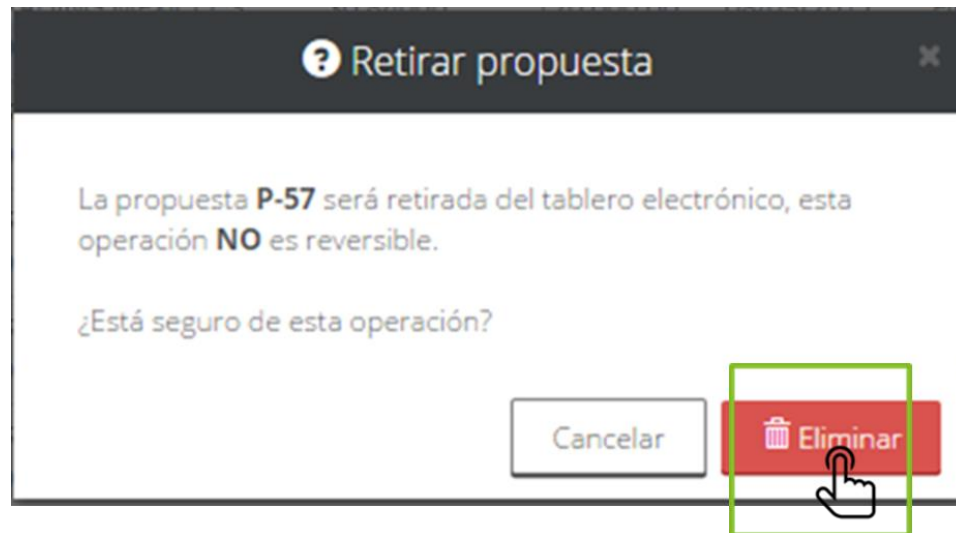 Retirar propuesta
La propuesta P-57 será retirada del tablero electrónico, esta
operación NO es reversible.
¿Está seguro de esta operación?
Cancelar
Eliminar